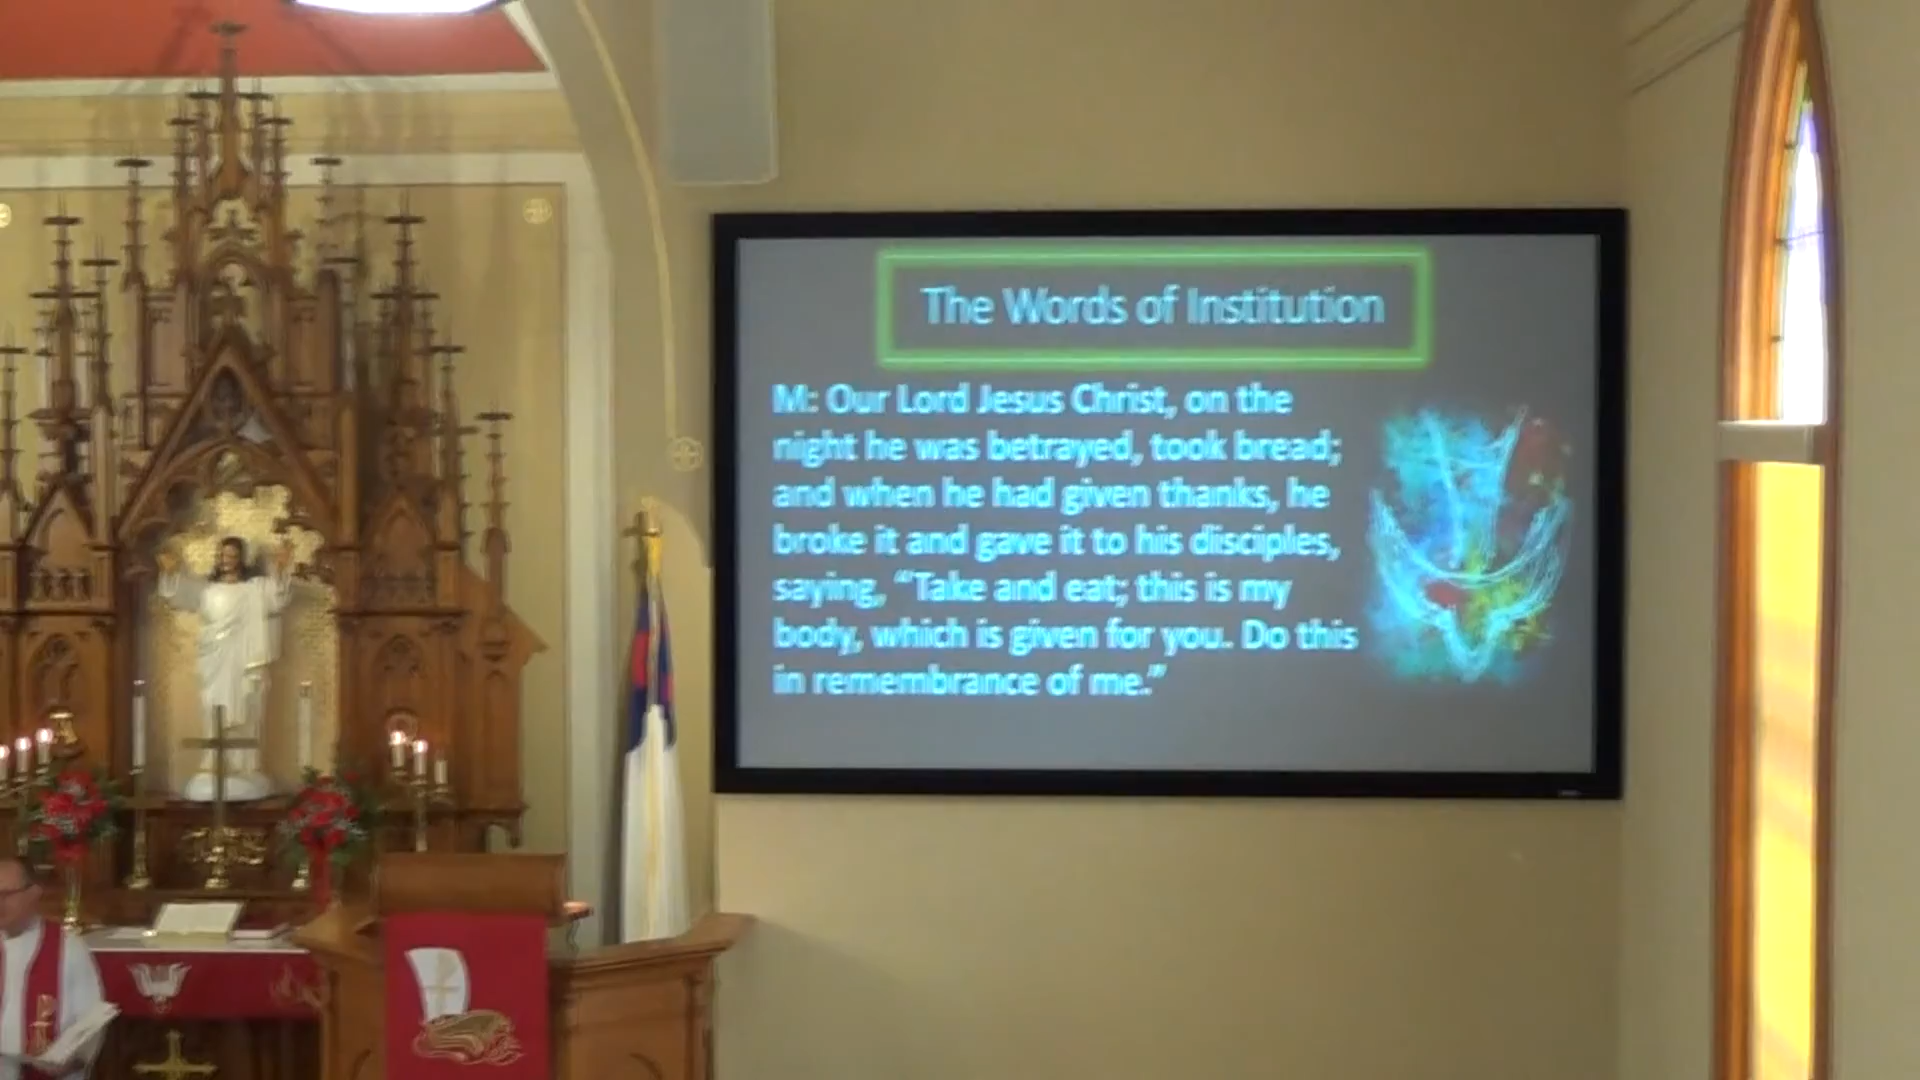 The Words of Institution
M: Our Lord Jesus Christ, on the
night he was betrayed, took bread;
and when he had given thanks, he
broke it and gave it to his disciples,
saying, “Take and eat; this is my
body, which is given for you. Do this
in remembrance of me.”